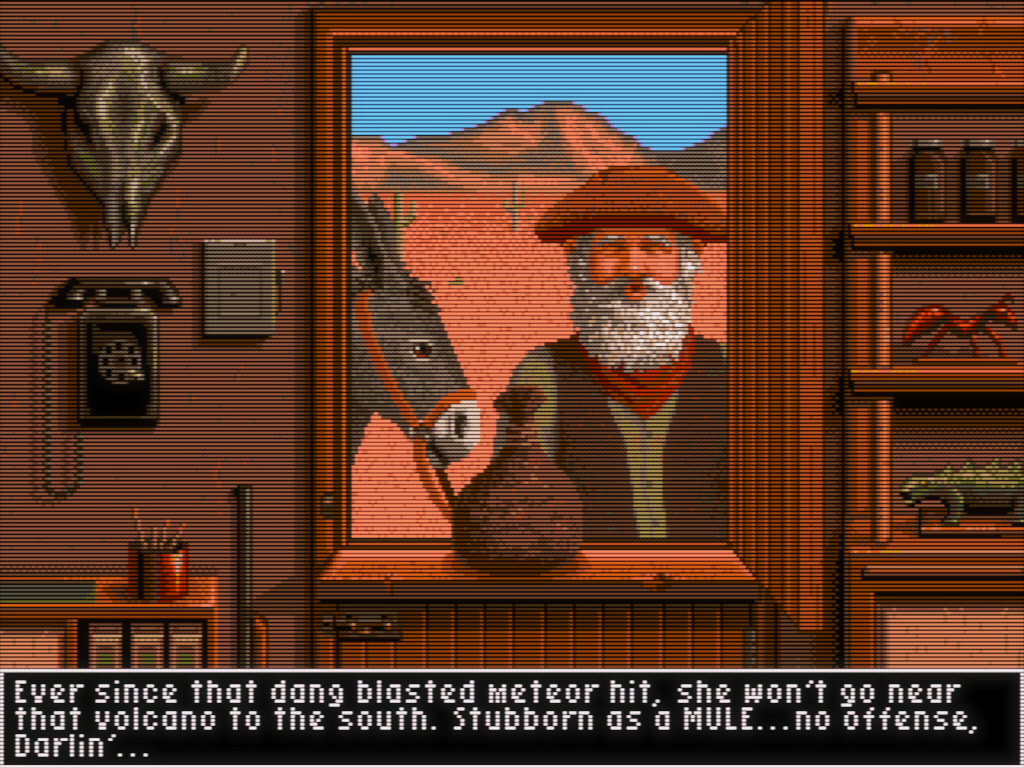 Ever since that dang blasted meteor hit, she won't go near
that volcano to the south. Stubborn as a MULE...no offense,
Darlin'...